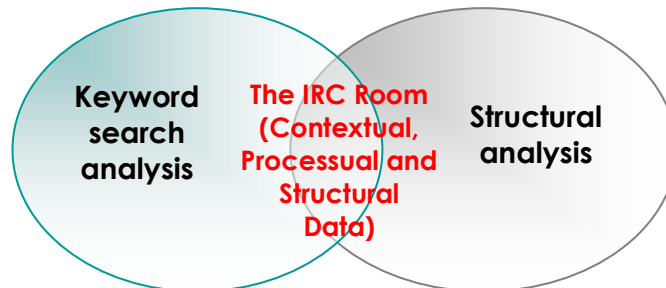 Keyword
search
analysis
The IRC Room
(Contextual,
Processual and
Structural
Data)
Structural
analysis